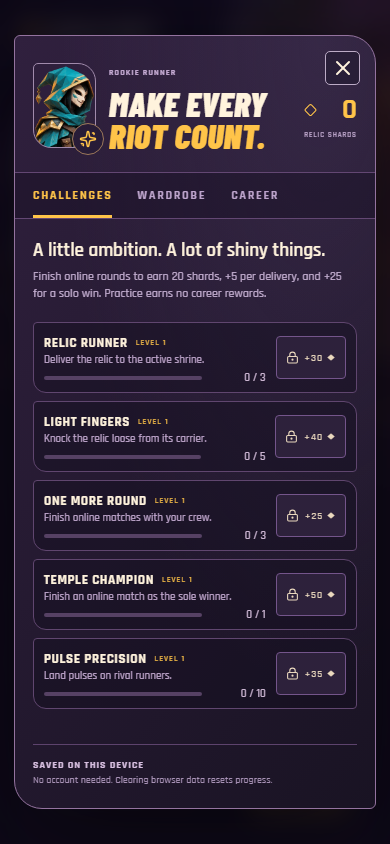 ROOKIE RUNNER
MAKE EVERY
RIOT COUNT.
0
RELIC SHARDS
CHALLENGES
WARDROBE
CAREER
A little ambition. A lot of shiny things.
Finish online rounds to earn 20 shards, +5 per delivery, and +25
for a solo win. Practice earns no career rewards.
RELIC RUNNER LEVEL 1
Deliver the relic to the active shrine.
0 / 3
+30
LIGHT FINGERS LEVEL 1
Knock the relic loose from its carrier.
0 / 5
+40
ONE MORE ROUND LEVEL 1
Finish online matches with your crew.
0 / 3
+25
TEMPLE CHAMPION LEVEL 1
Finish an online match as the sole winner.
0 / 1
+50
PULSE PRECISION LEVEL 1
Land pulses on rival runners.
0 / 10
+35
SAVED ON THIS DEVICE
No account needed. Clearing browser data resets progress.